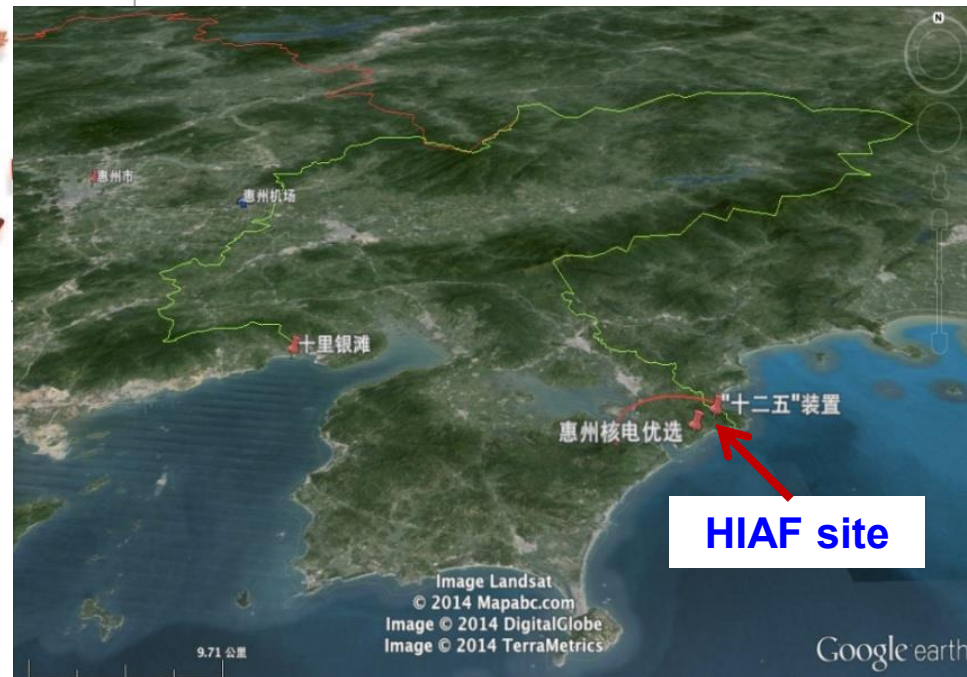 N
惠州市
惠州机场
十里银滩
"十二五"装置
惠州核电优选
HIAF site
Image Landsat
© 2014 Mapabc.com
Image © 2014 DigitalGlobe
Image © 2014 TerraMetrics
9.71 公里
Google earth